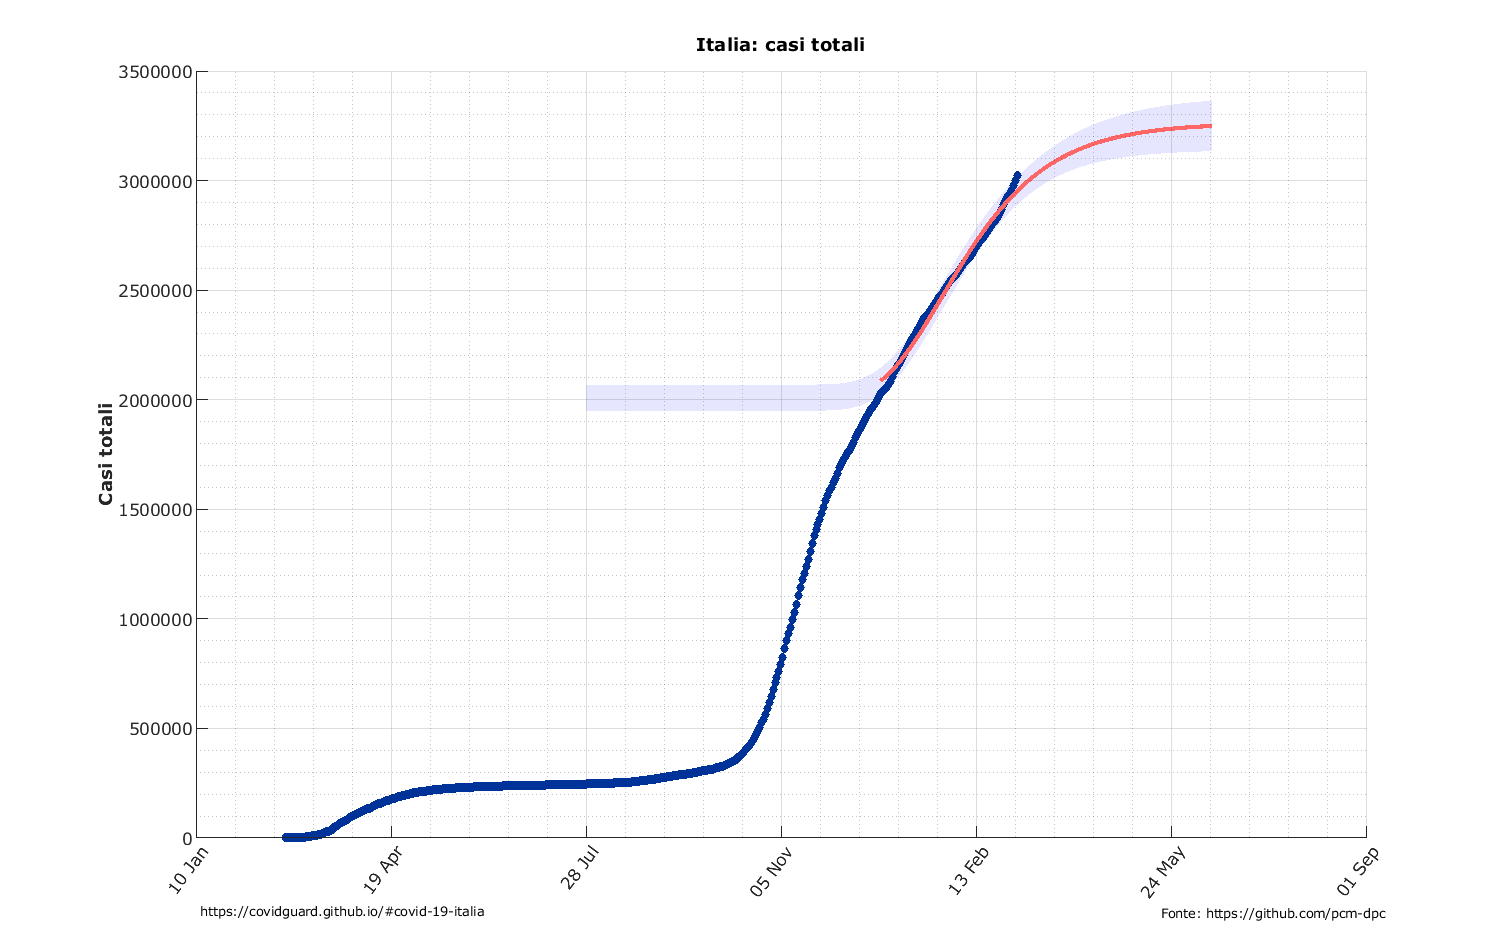 Italia: casi totali
3500000
3000000
2500000
2000000
1500000
1000000
500000
0
Casi totali
10 Jan
19 Apr
28 Jul
05 Nov
13 Feb
24 May
01 Sep
https://covidguard.github.io/#covid-19-italia
Fonte: https://github.com/pcm-dpc